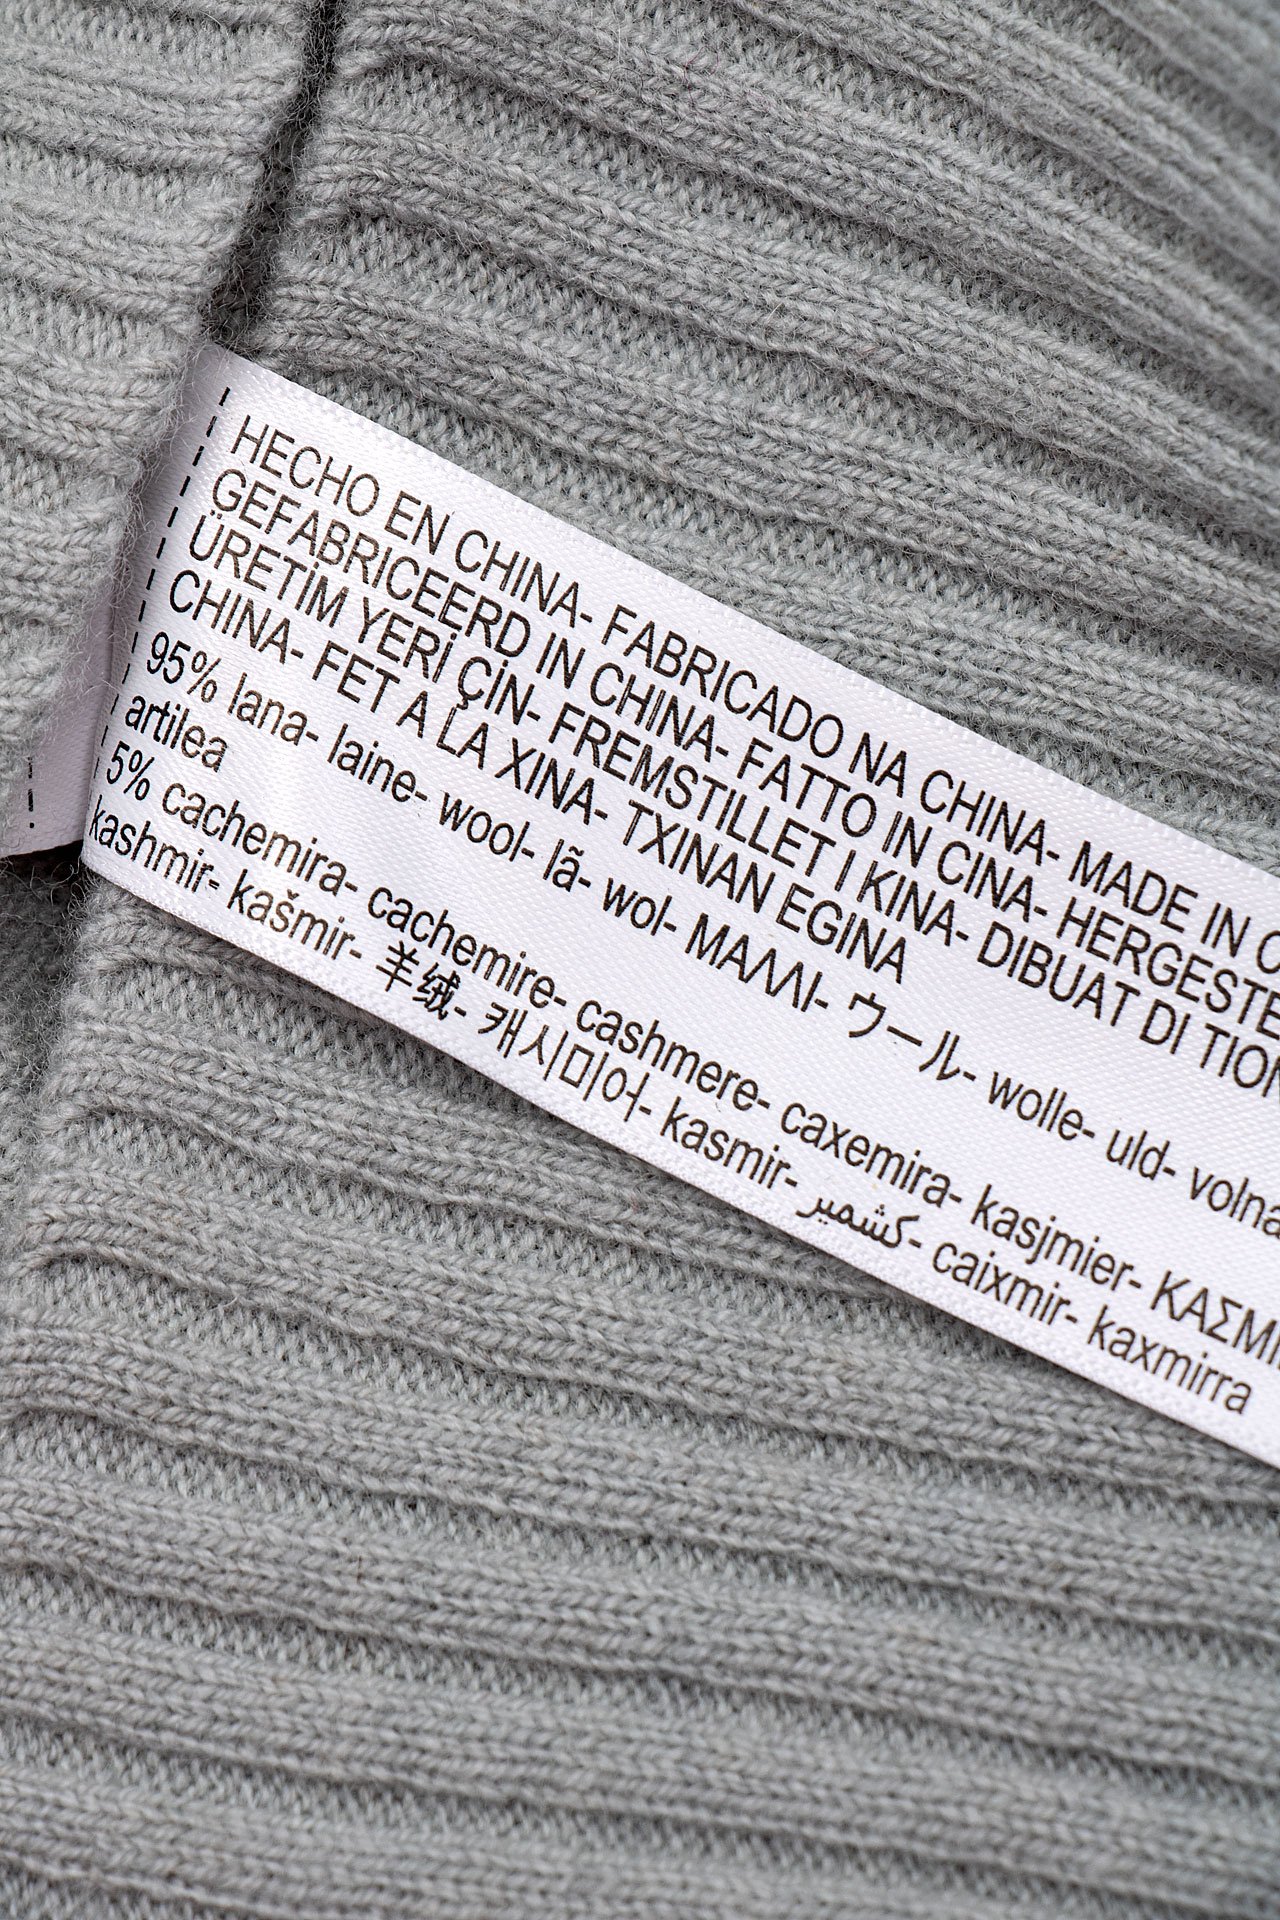 HECHO EN CHINA- FABRICADO NA CHINA- MADE IN
GEFABRICEERD IN CHINA- FATTO IN CINA-
ÜRETİM YERİ ÇİN- FREMSTILLET I KINA- DIBUAT DI
CHINA- FET A LA XINA- TXINAN EGINA
95% lana- laine- wool- lã- wol- ΜΑΛΛΙ- ウール- wolle- uld- volna
artilea
5% cachemira- cachemire- cashmere- caxemira- kasjmier-
kashmir- kašmir- 羊绒- 캐시미어- kasmir- كشمير- caixmir- kaxmirra